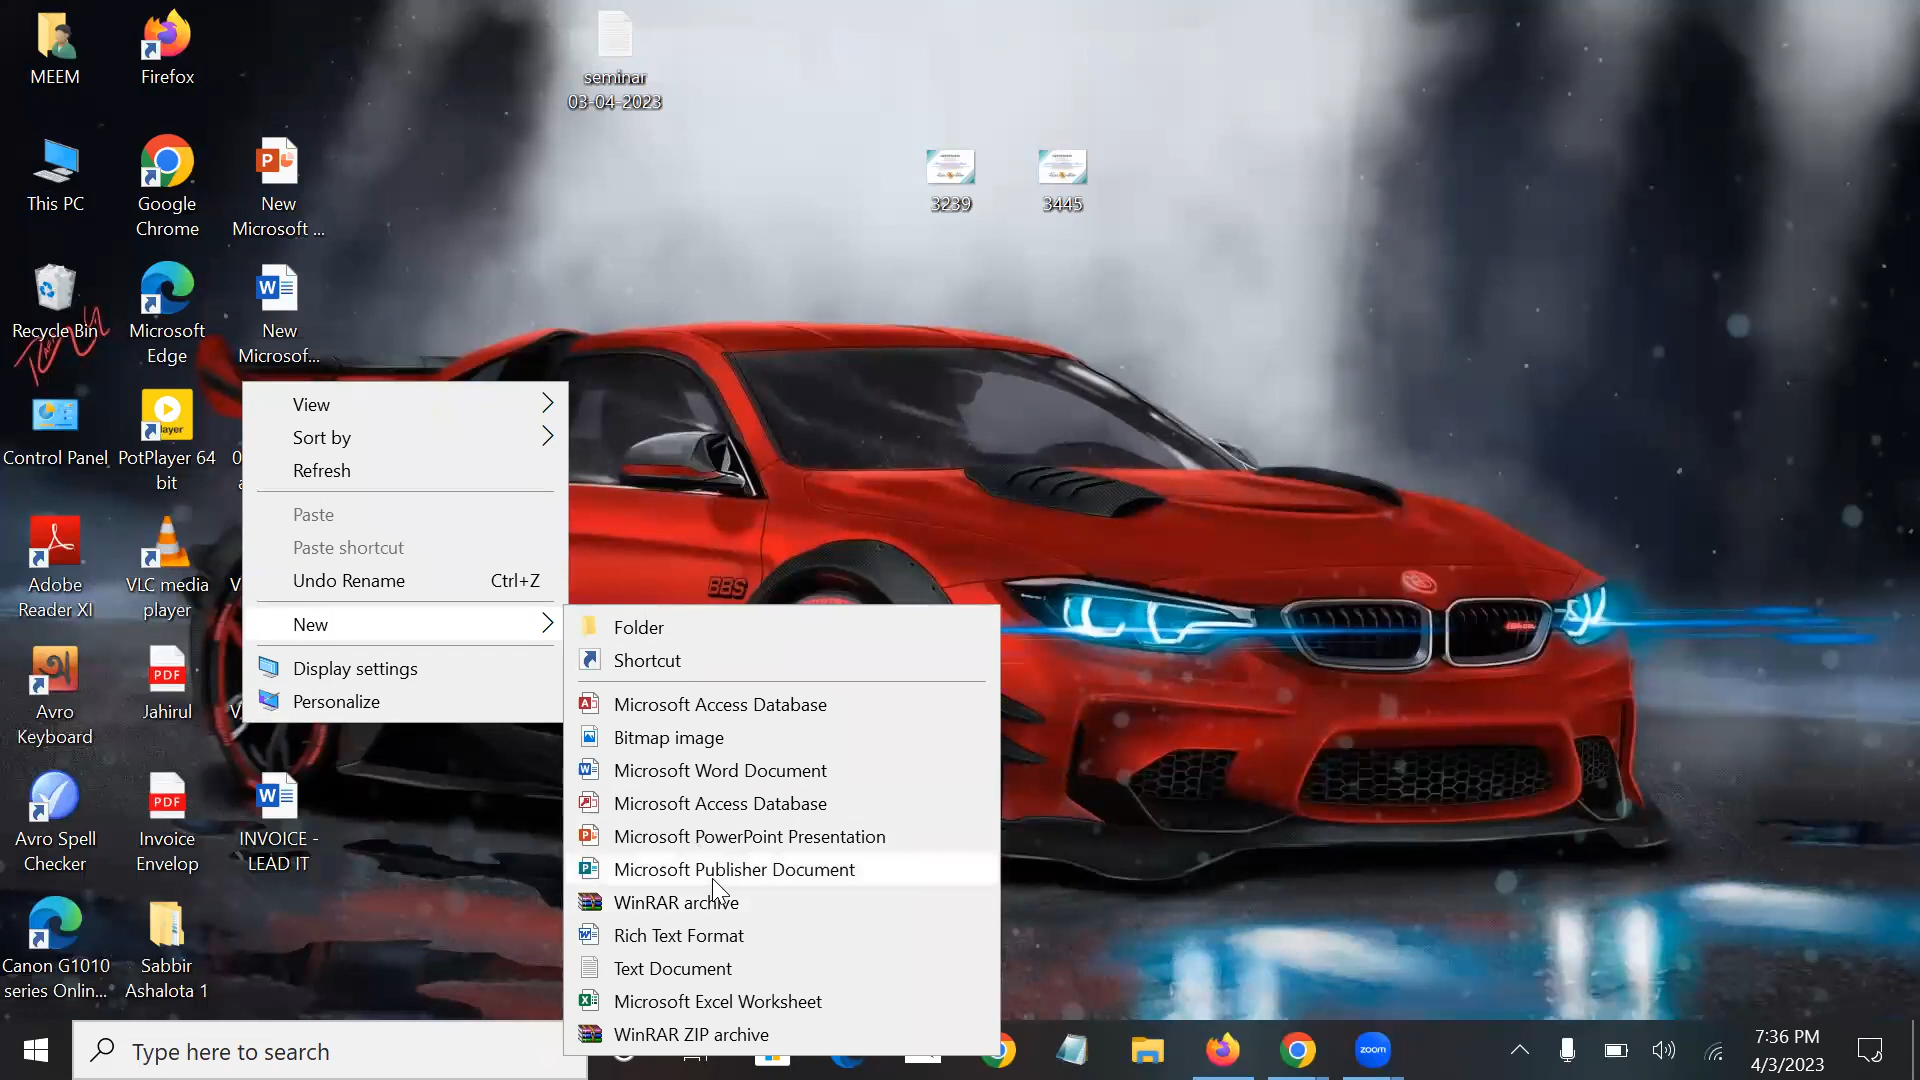 MEEM
Firefox
seminar
03-04-2023
This PC
Google
Chrome
New
Microsoft ...
3239
3445
Recycle Bin
Microsoft
Edge
New
Microsof...
Control Panel
PotPlayer 64
bit
Adobe
Reader XI
VLC media
player
Avro
Keyboard
Jahirul
Avro Spell
Checker
Invoice
Envelop
INVOICE -
LEAD IT
Canon G1010
series Onlin...
Sabbir
Ashalota 1
View
Sort by
Refresh
Paste
Paste shortcut
Undo Rename Ctrl+Z
New
Display settings
Personalize
Folder
Shortcut
Microsoft Access Database
Bitmap image
Microsoft Word Document
Microsoft Access Database
Microsoft PowerPoint Presentation
Microsoft Publisher Document
WinRAR archive
Rich Text Format
Text Document
Microsoft Excel Worksheet
WinRAR ZIP archive
BBS
PDF
PDF
Type here to search
zoom
7:36 PM
4/3/2023